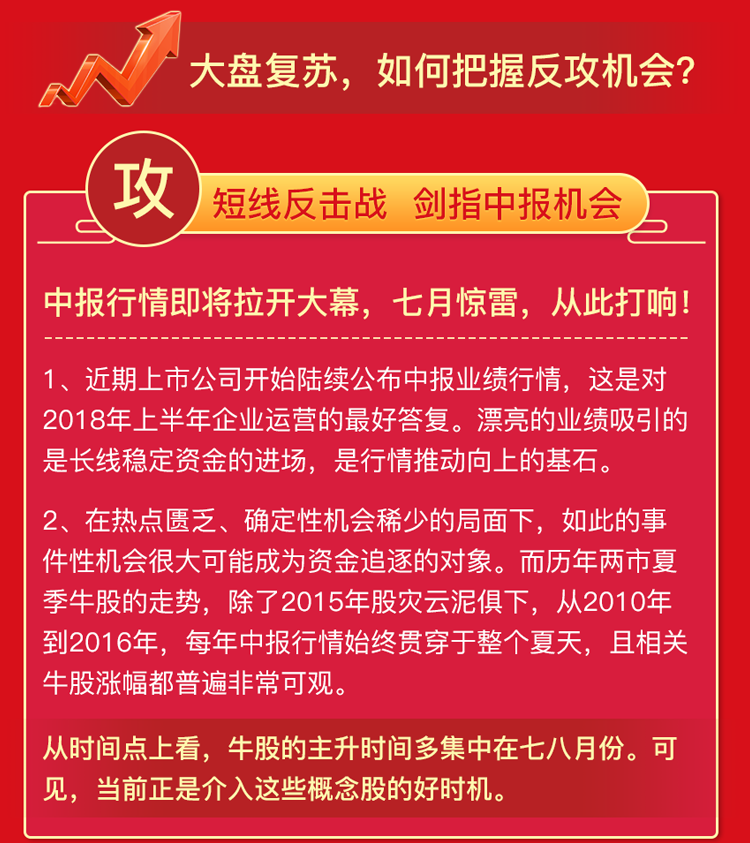 大盘复苏，如何把握反攻机会？
攻
短线反击战 剑指中报机会
中报行情即将拉开大幕，七月惊雷，从此打响！
1、近期上市公司开始陆续公布中报业绩行情，这是对
2018年上半年企业运营的最好答复。漂亮的业绩吸引的
是长线稳定资金的进场，是行情推动向上的基石。
2、在热点匮乏、确定性机会稀少的局面下，如此的事
件性机会很大可能成为资金追逐的对象。而历年两市夏
季牛股的走势，除了2015年股灾云泥俱下，从2010年
到2016年，每年中报行情始终贯穿于整个夏天，且相关
牛股涨幅都普遍非常可观。
从时间点上看，牛股的主升时间多集中在七八月份。可
见，当前正是介入这些概念股的好时机。